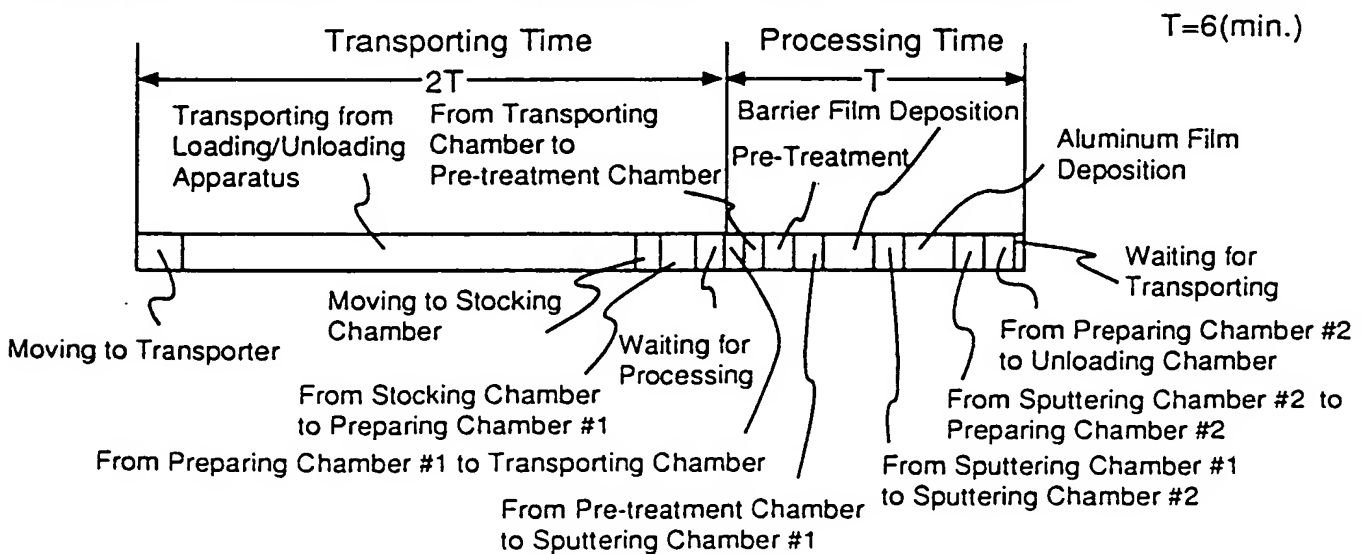 T=6(min.)
Transporting Time
Processing Time
2T
T
Transporting from
Loading/Unloading
Apparatus
From Transporting
Chamber to
Pre-treatment Chamber
Barrier Film Deposition
Pre-Treatment
Aluminum Film
Deposition
Moving to Transporter
Moving to Stocking
Chamber
From Stocking Chamber
to Preparing Chamber #1
Waiting for
Processing
From Preparing Chamber #1 to Transporting Chamber
From Pre-treatment Chamber
to Sputtering Chamber #1
Waiting for
Transporting
From Preparing Chamber #2
to Unloading Chamber
From Sputtering Chamber #2 to
Preparing Chamber
#2
From Sputtering Chamber #1
to Sputtering Chamber #2